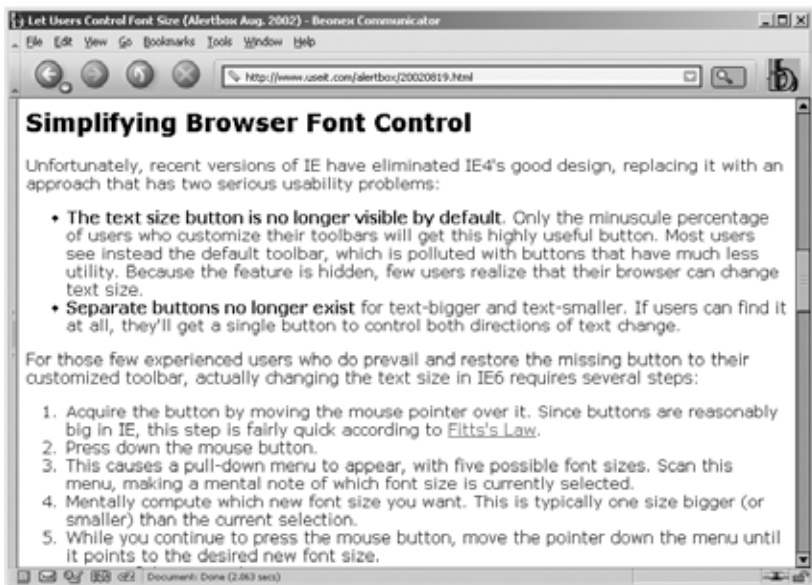 Let Users Control Font Size (Alertbox Aug. 2002) - Beonex Communicator
File Edit View Go Bookmarks Tools Window Help
http://www.useit.com/alertbox/20020819.html
Simplifying Browser Font Control
Unfortunately, recent versions of IE have eliminated IE4's good design, replacing it with an
approach that has two serious usability problems:
• The text size button is no longer visible by default. Only the minuscule percentage
of users who customize their toolbars will get this highly useful button. Most users
see instead the default toolbar, which is polluted with buttons that have much less
utility. Because the feature is hidden, few users realize that their browser can change
text size.
• Separate buttons no longer exist for text-bigger and text-smaller. If users can find it
at all, they'll get a single button to control both directions of text change.
For those few experienced users who do prevail and restore the missing button to their
customized toolbar, actually changing the text size in IE6 requires several steps:
1. Acquire the button by moving the mouse pointer over it. Since buttons are reasonably
big in IE, this step is fairly quick according to Fitts's Law.
2. Press down the mouse button.
3. This causes a pull-down menu to appear, with five possible font sizes. Scan this
menu, making a mental note of which font size is currently selected.
4. Mentally compute which new font size you want. This is typically one size bigger (or
smaller) than the current selection.
5. While you continue to press the mouse button, move the pointer down the menu until
it points to the desired new font size.
Document: Done (2.063 secs)